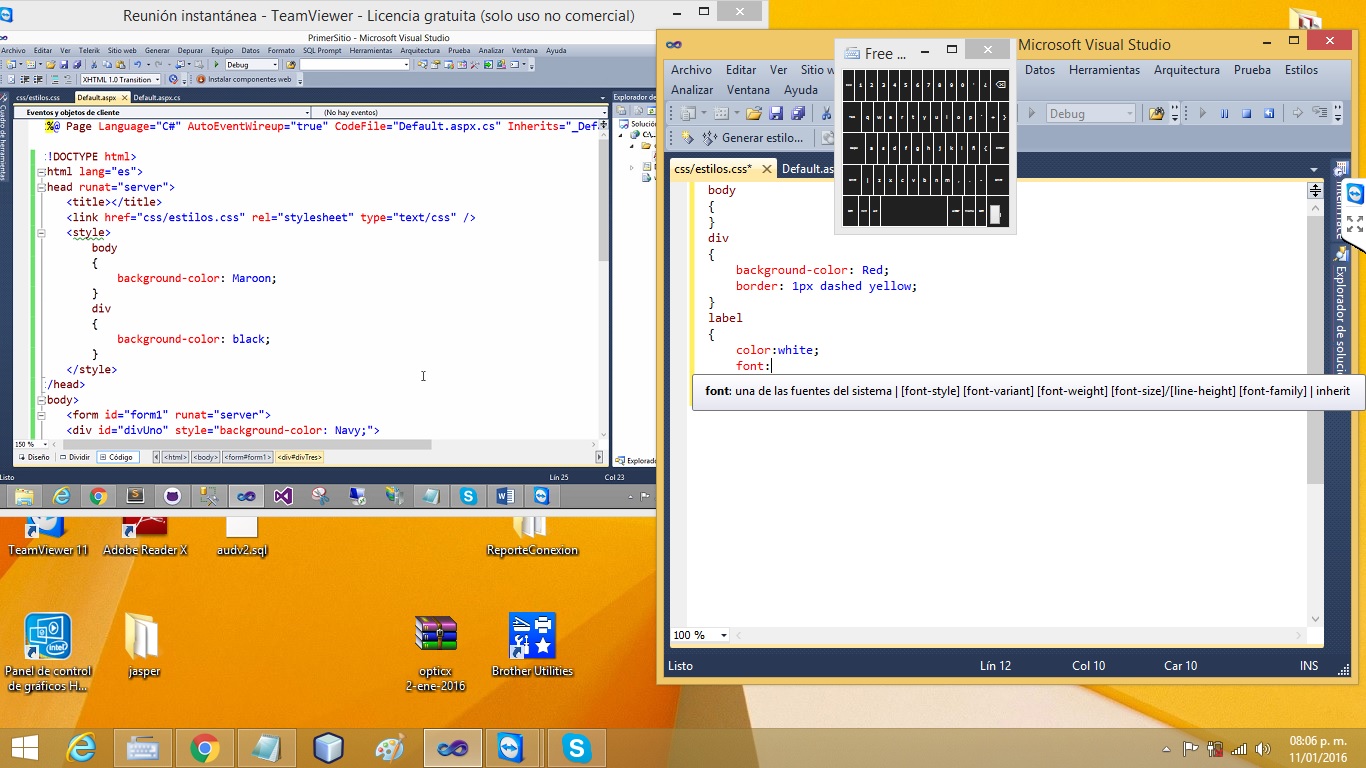 Reunión instantánea - TeamViewer - Licencia gratuita (solo uso no comercial)
PrimerSitio - Microsoft Visual Studio
Archivo Editar Ver Telerik Sitio web Generar Depurar Equipo Datos Formato SQL Prompt Herramientas Arquitectura Prueba Analizar Ventana Ayuda
Debug
XHTML 1.0 Transition Instalar componentes web
css/estilos.css Default.aspx Default.aspx.cs
Explorador de
Cuadro de herramientas
Eventos y objetos de cliente (No hay eventos)
%@ Page Language="C#" AutoEventWireup="true" CodeFile="Default.aspx.cs" Inherits="_Def
!DOCTYPE html>
html lang="es">
head runat="server">
<title></title>
<link href="css/estilos.css" rel="stylesheet" type="text/css" />
<style>
body
{
background-color: Maroon;
}
div
{
background-color: black;
}
</style>
/head>
body>
<form id="form1" runat="server">
<div id="divUno" style="background-color: Navy;">
150 %
Diseño Dividir Código <html> <body> <form#form1> <div#divTres>
Explorado
Listo Lín 25 Col 23
Free ...
Microsoft Visual Studio
Archivo Editar Ver Sitio w Datos Herramientas Arquitectura Prueba Estilos
Analizar Ventana Ayuda
Debug
Generar estilo...
css/estilos.css* Default.as
body
{
}
div
{
background-color: Red;
border: 1px dashed yellow;
}
label
{
color:white;
font:
font: una de las fuentes del sistema | [font-style] [font-variant] [font-weight] [font-size]/[line-height] [font-family] | inherit
Explorador de solucio
100 %
Listo Lín 12 Col 10 Car 10 INS
TeamViewer 11 Adobe Reader X audv2.sql ReporteConexion
Panel de control
de gráficos H...
jasper
opticx
2-ene-2016
Brother Utilities
08:06 p. m.
11/01/2016